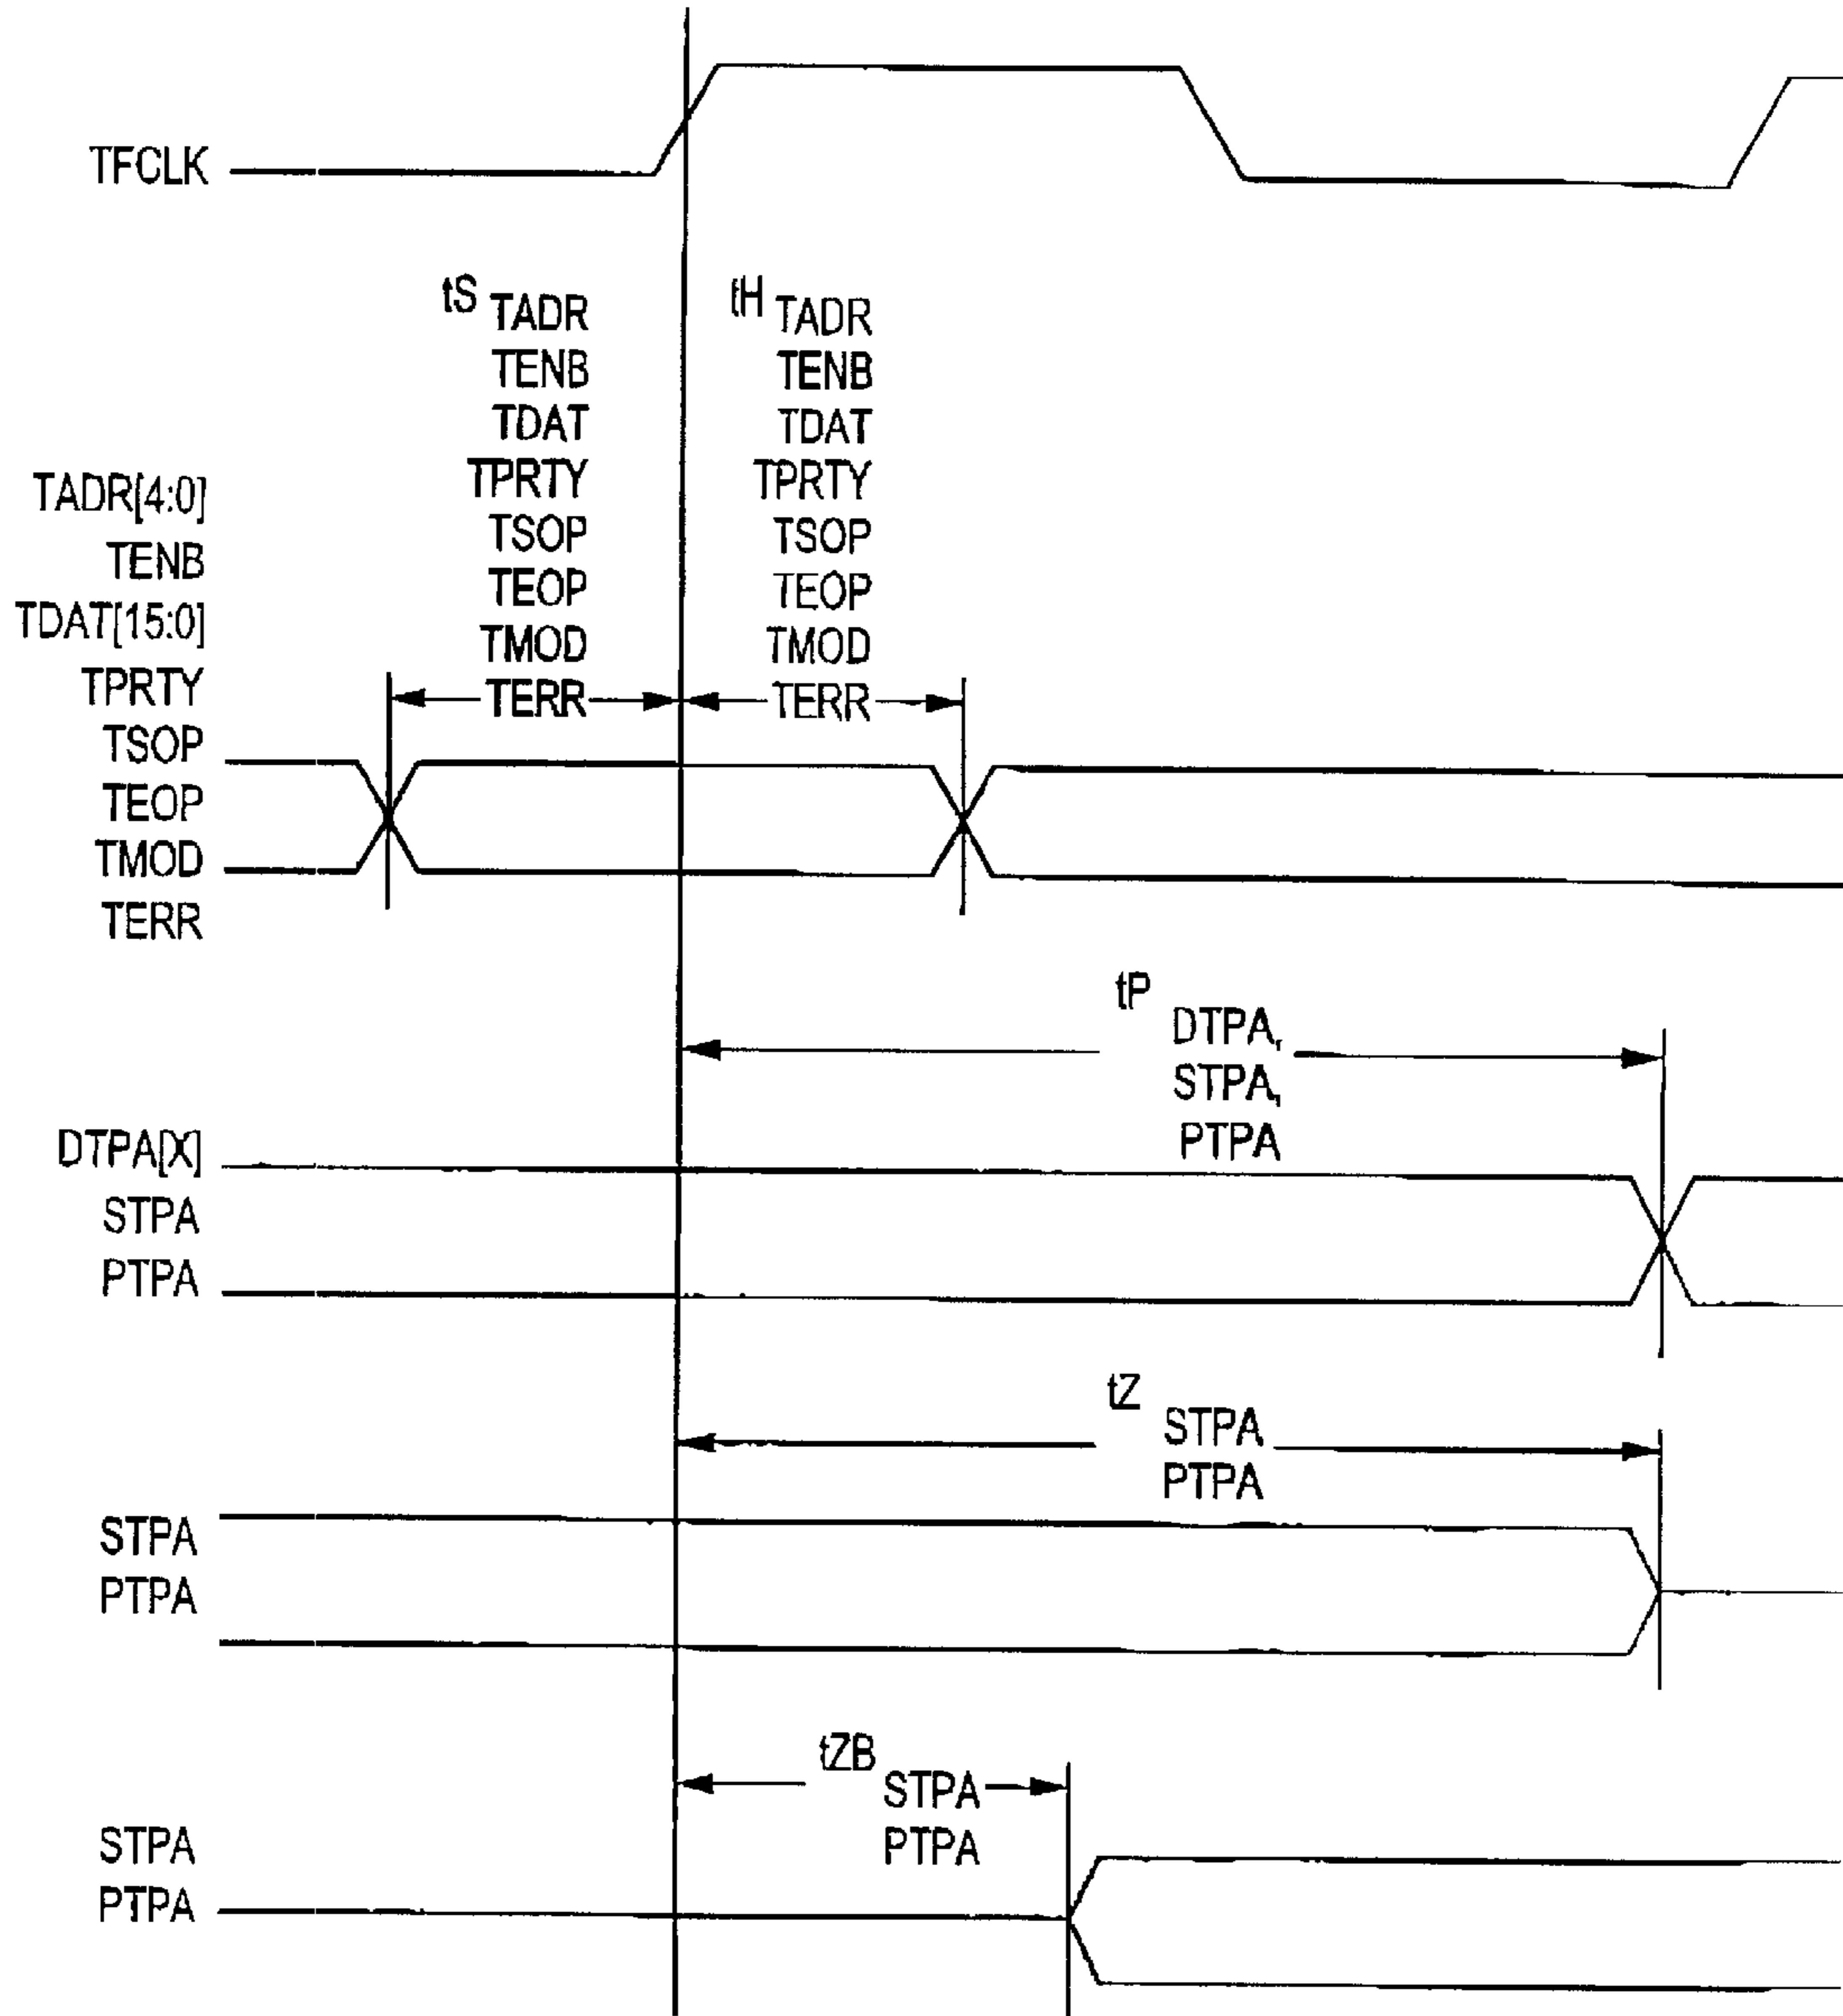 TFCLK
tS TADR
TENB
TDAT
TPRTY
TSOP
TEOP
TMOD
TERR
tH TADR
TENB
TDAT
TPRTY
TSOP
TEOP
TMOD
TERR
TADR[4:0]
TENB
TDAT[15:0]
TPRTY
TSOP
TEOP
TMOD
TERR
tP
DTPA,
STPA,
PTPA
DTPA[X]
STPA
PTPA
tZ
STPA
PTPA
STPA
PTPA
tZB
STPA
PTPA
STPA
PTPA